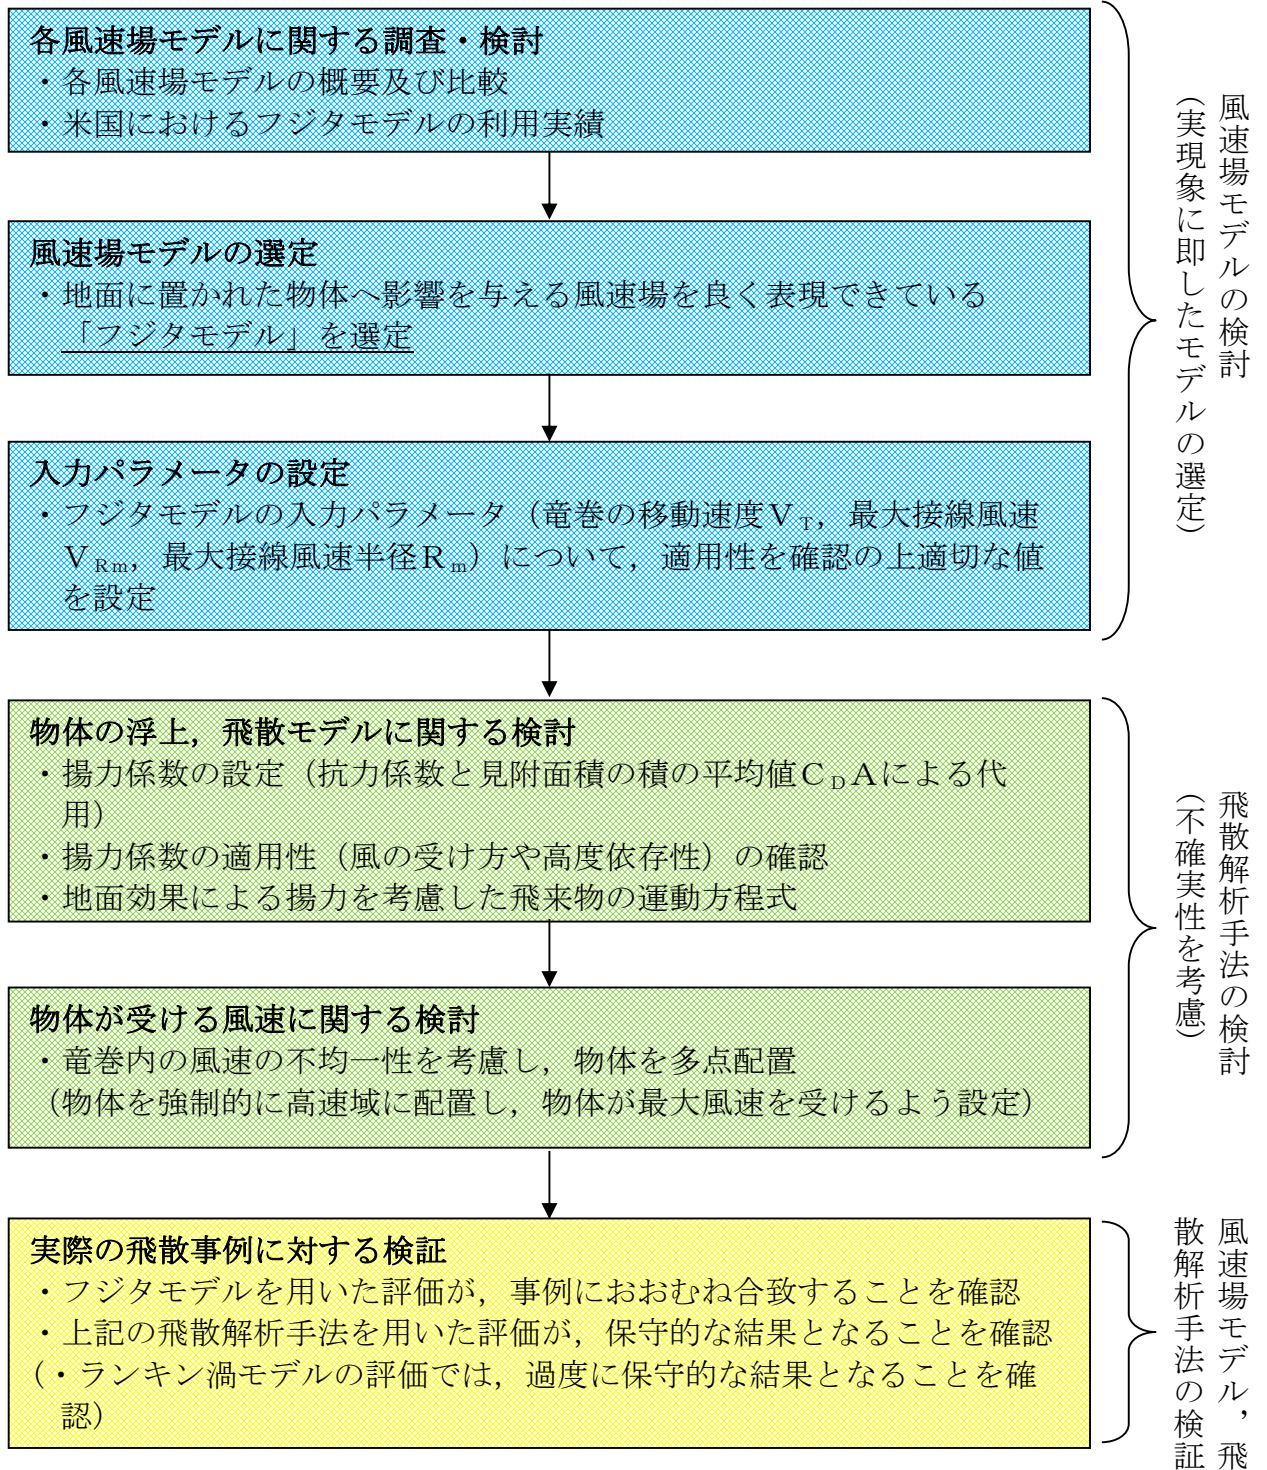 各風速場モデルに関する調査・検討
・各風速場モデルの概要及び比較
・米国におけるフジタモデルの利用実績
風速場モデルの選定
・地面に置かれた物体へ影響を与える風速場を良く表現できている
「フジタモデル」を選定
入力パラメータの設定
・フジタモデルの入力パラメータ（竜巻の移動速度ＶT，最大接線風速
ＶRm，最大接線風速半径Ｒm）について，適用性を確認の上適切な値
を設定
風速場モデルの検討
（実現象に即したモデルの選定）
物体の浮上，飛散モデルに関する検討
・揚力係数の設定（抗力係数と見附面積の積の平均値ＣDＡによる代
用）
・揚力係数の適用性（風の受け方や高度依存性）の確認
・地面効果による揚力を考慮した飛来物の運動方程式
物体が受ける風速に関する検討
・竜巻内の風速の不均一性を考慮し，物体を多点配置
（物体を強制的に高速域に配置し，物体が最大風速を受けるよう設定）
飛散解析手法の検討
（不確実性を考慮）
実際の飛散事例に対する検証
・フジタモデルを用いた評価が，事例におおむね合致することを確認
・上記の飛散解析手法を用いた評価が，保守的な結果となることを確認
（・ランキン渦モデルの評価では，過度に保守的な結果となることを確
認）
風速場モデル，飛
散解析手法の検証